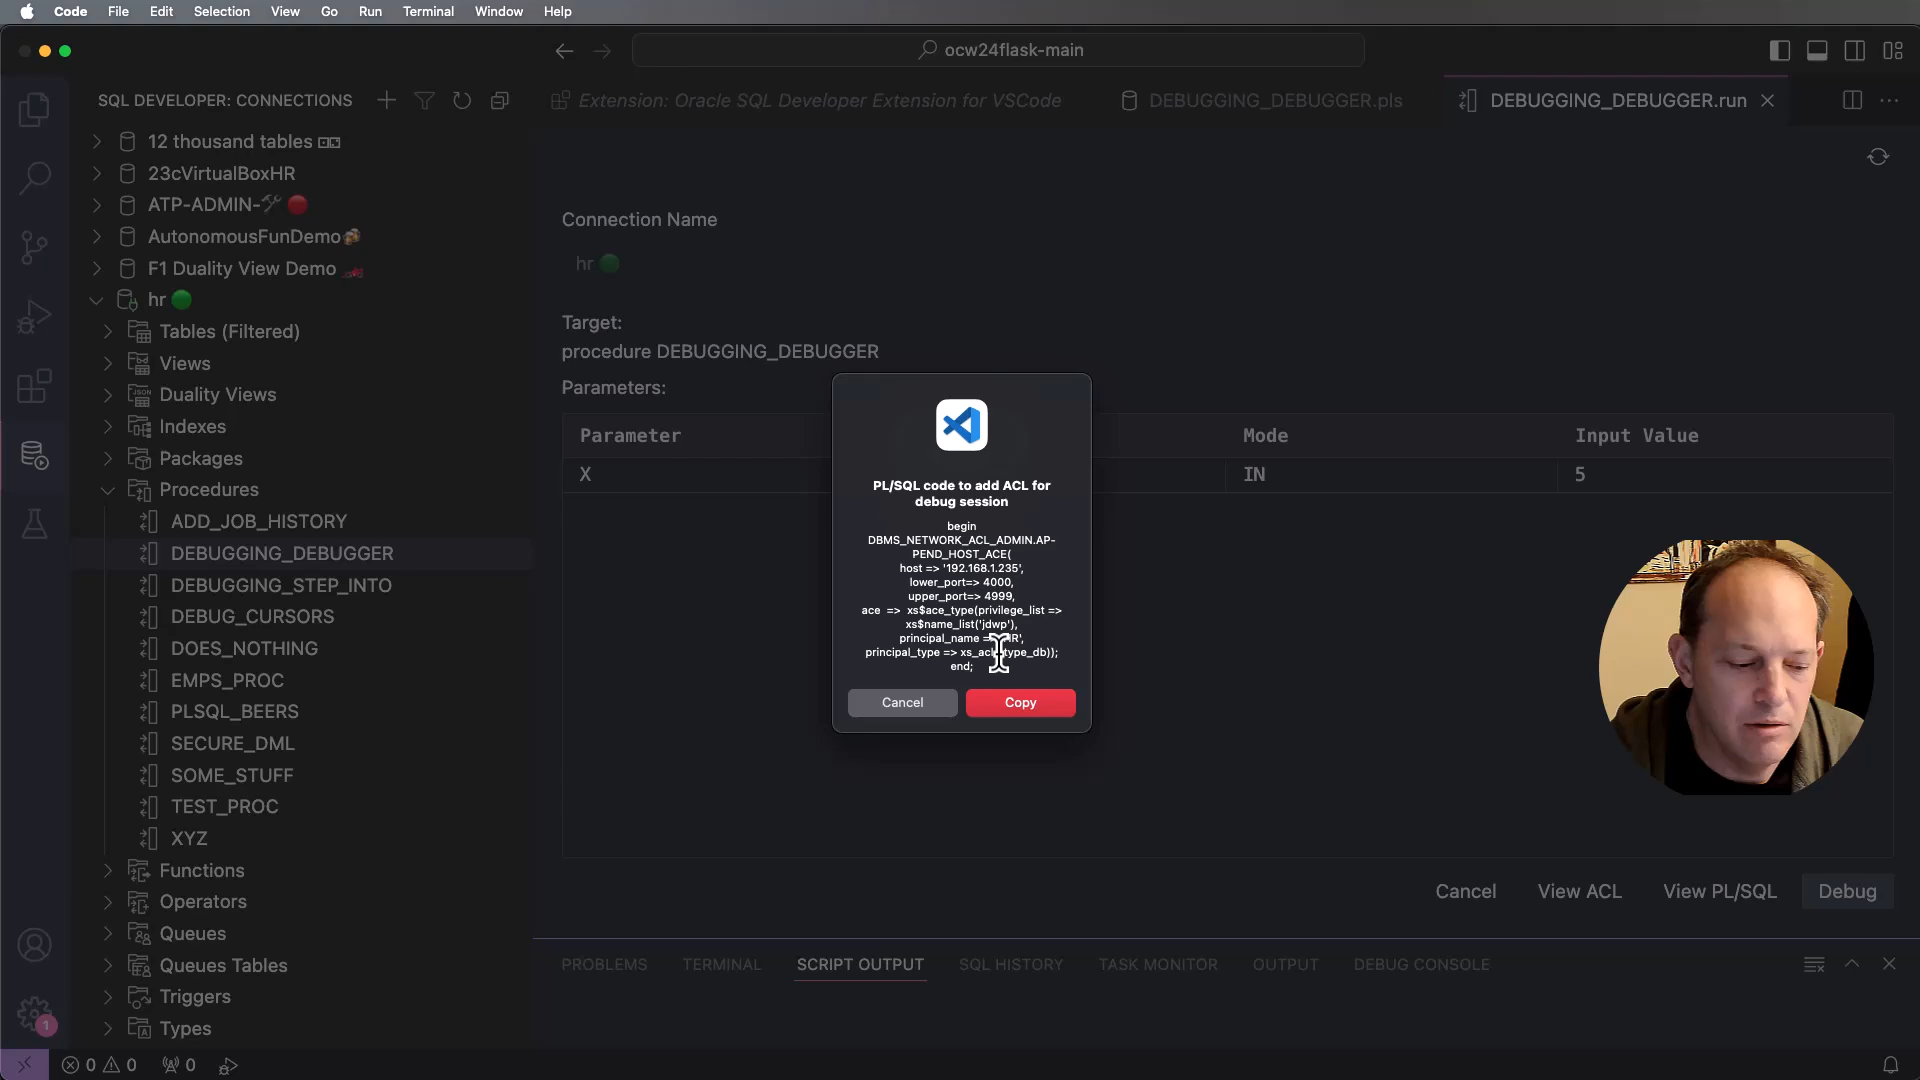 Code File Edit Selection View Go Run Terminal Window Help
ocw24flask-main
SQL DEVELOPER: CONNECTIONS
Extension: Oracle SQL Developer Extension for VSCode
DEBUGGING_DEBUGGER.pls
DEBUGGING_DEBUGGER.run
12 thousand tables
23cVirtualBoxHR
ATP-ADMIN-
AutonomousFunDemo
F1 Duality View Demo
hr
Tables (Filtered)
Views
Duality Views
Indexes
Packages
Procedures
ADD_JOB_HISTORY
DEBUGGING_DEBUGGER
DEBUGGING_STEP_INTO
DEBUG_CURSORS
DOES_NOTHING
EMPS_PROC
PLSQL_BEERS
SECURE_DML
SOME_STUFF
TEST_PROC
XYZ
Functions
Operators
Queues
Queues Tables
Triggers
Types
Connection Name
hr
Target:
procedure DEBUGGING_DEBUGGER
Parameters:
Parameter Mode Input Value
X IN 5
PL/SQL code to add ACL for
debug session
begin
DBMS_NETWORK_ACL_ADMIN.AP-
PEND_HOST_ACE(
host => '192.168.1.235',
lower_port=> 4000,
upper_port=> 4999,
ace => xs$ace_type(privilege_list =>
xs$name_list('jdwp'),
principal_name
principal_type => type_db));
end;
Cancel Copy
Cancel View ACL View PL/SQL Debug
PROBLEMS TERMINAL SCRIPT OUTPUT SQL HISTORY TASK MONITOR OUTPUT DEBUG CONSOLE
1
0 0 0